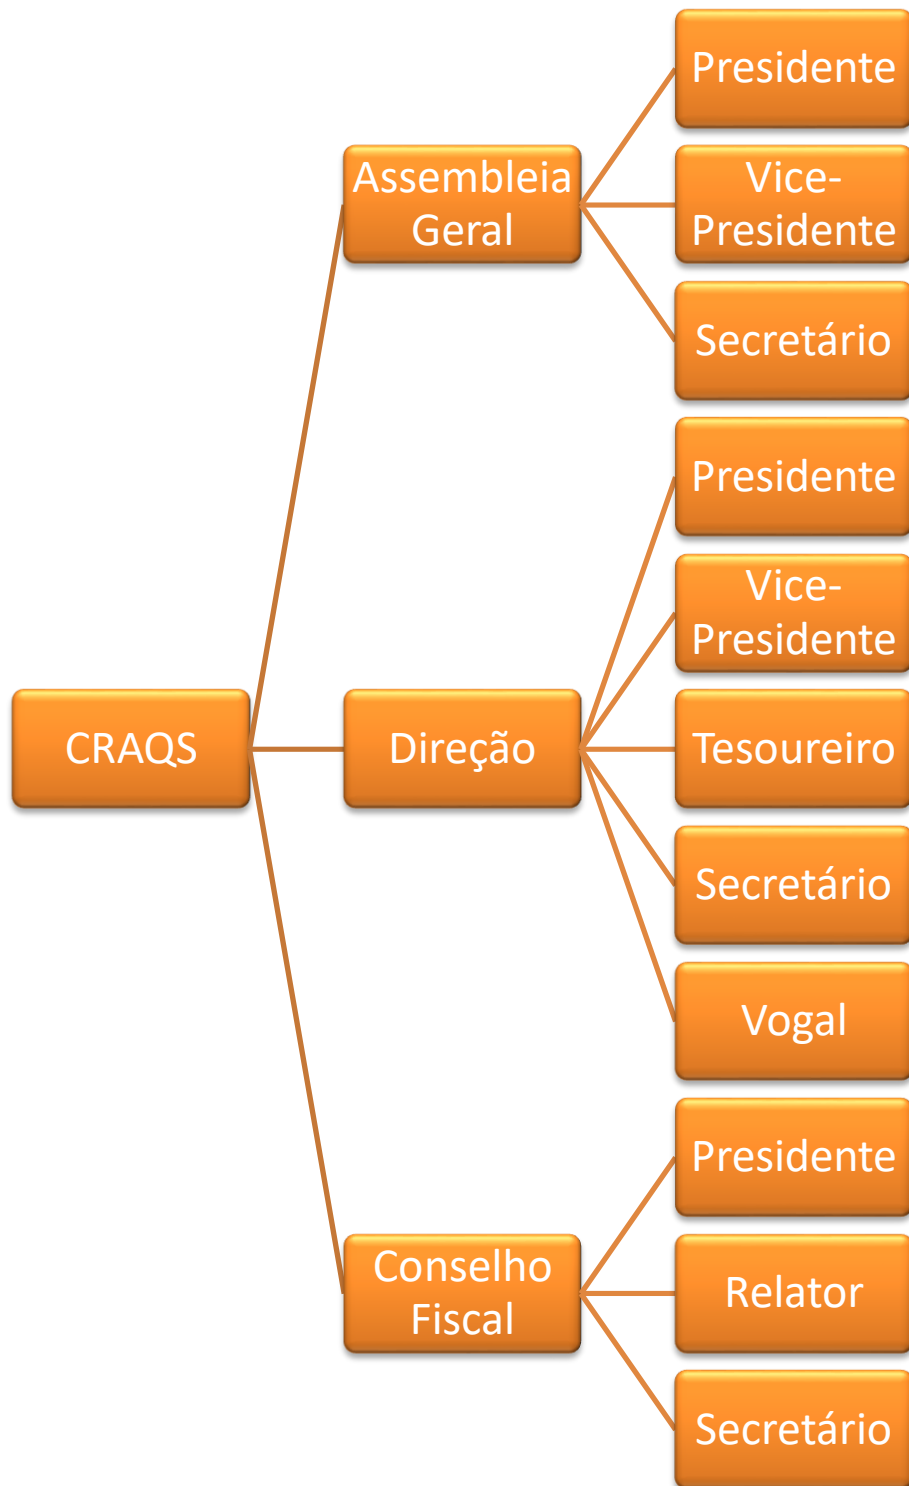 CRAQS
Assembleia
Geral
Presidente
Vice-
Presidente
Secretário
Direção
Presidente
Vice-
Presidente
Tesoureiro
Secretário
Vogal
Conselho
Fiscal
Presidente
Relator
Secretário